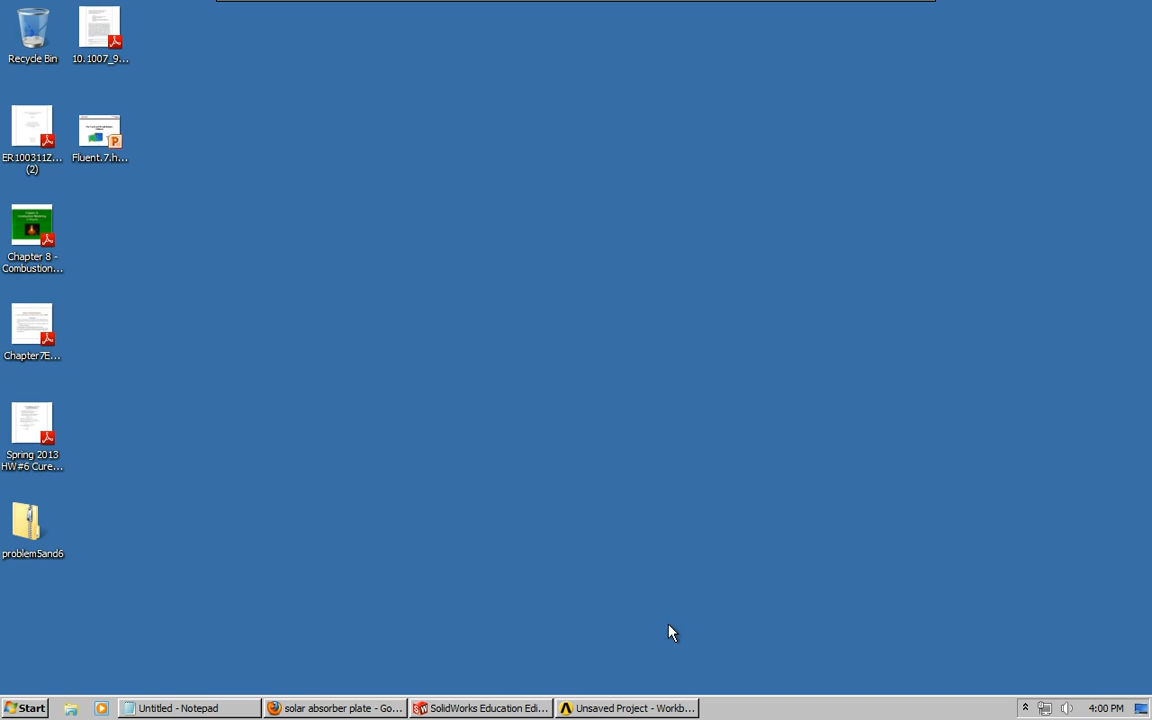 Recycle Bin
10.1007_9...
ER100311Z...
(2)
Fluent.7.h...
Chapter 8 -
Combustion...
Chapter7E...
Spring 2013
HW#6 Cure...
problem5and6
Start
Untitled - Notepad
solar absorber plate - Go...
SolidWorks Education Edi...
Unsaved Project - Workb...
4:00 PM